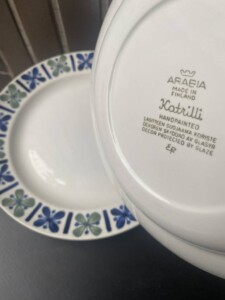 ARABIA
MADE IN
FINLAND
Katrilli
HANDPAINTED
LASITTEEN SUOJAAMA KORISTE
DEKOREN SKYDDAD AV GLASYR
DECOR PROTECTED BY GLAZE